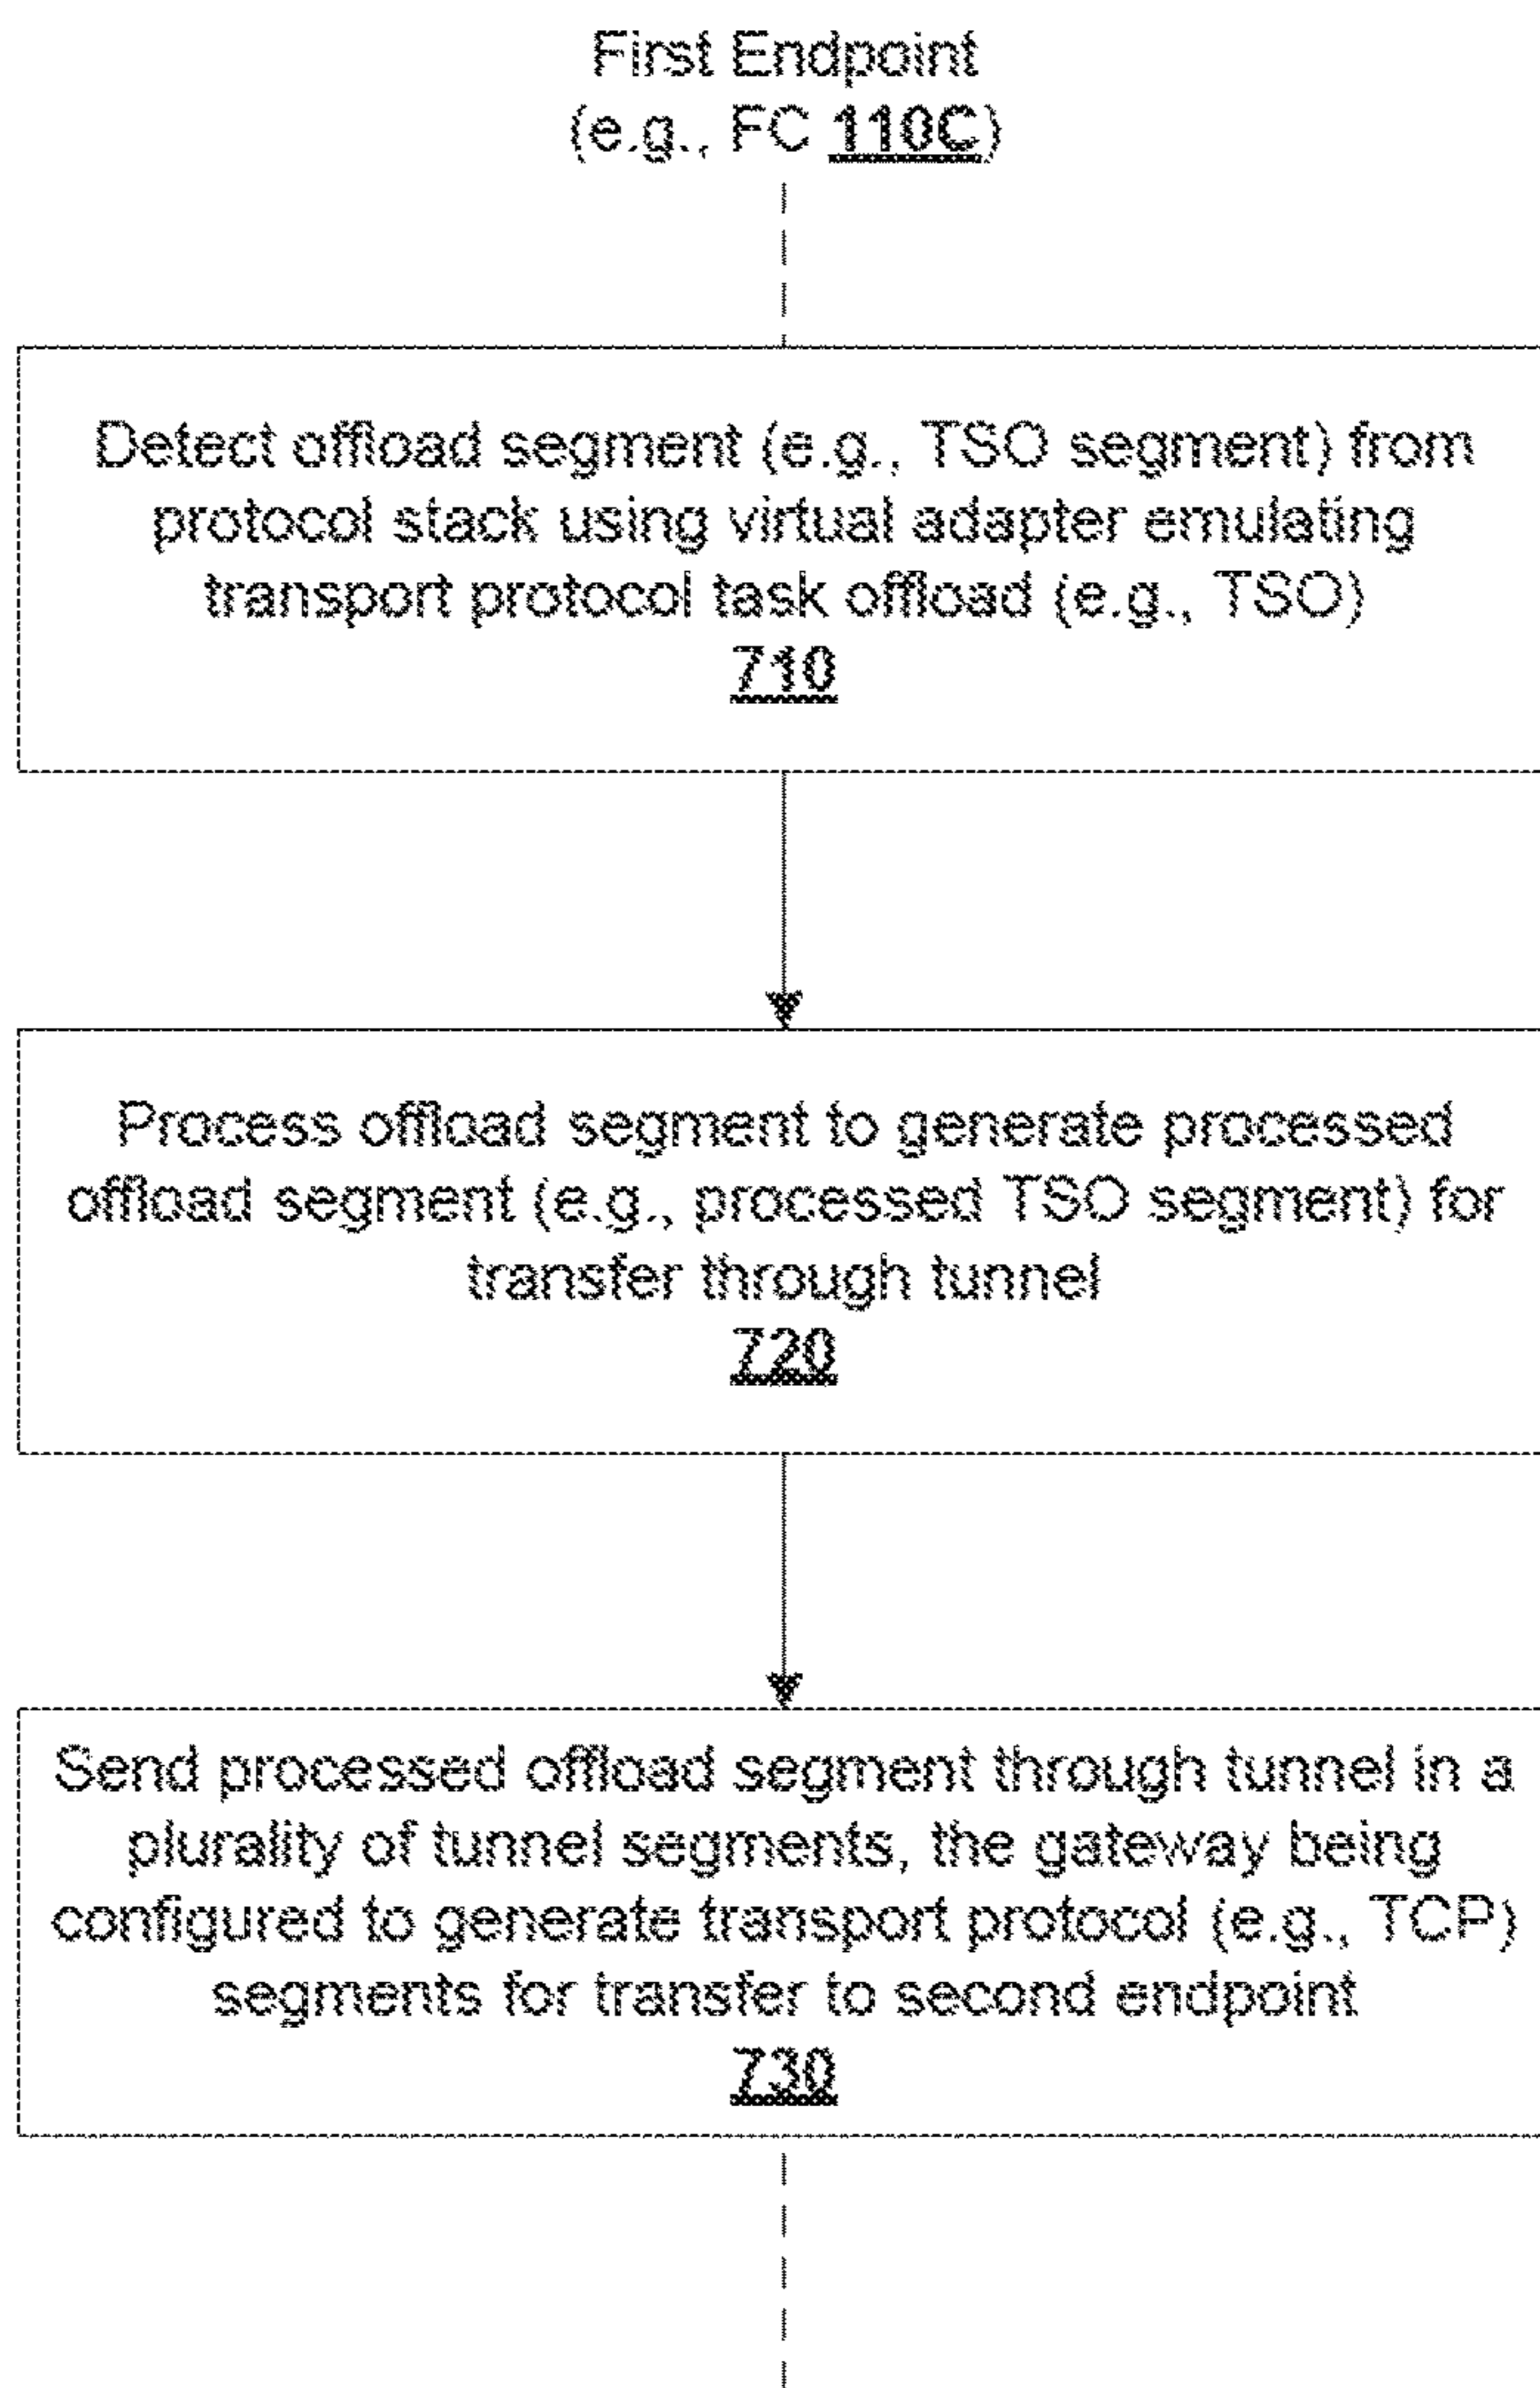 First Endpoint
(e.g., FC 110C)
Detect offload segment (e.g., TSO segment) from
protocol stack using virtual adapter emulating
transport protocol task offload (e.g., TSO)
710
Process offload segment to generate processed
offload segment (e.g., processed TSO segment) for
transfer through tunnel
720
Send processed offload segment through tunnel in a
plurality of tunnel segments, the gateway being
configured to generate transport protocol (e.g., TCP)
segments for transfer to second endpoint
730